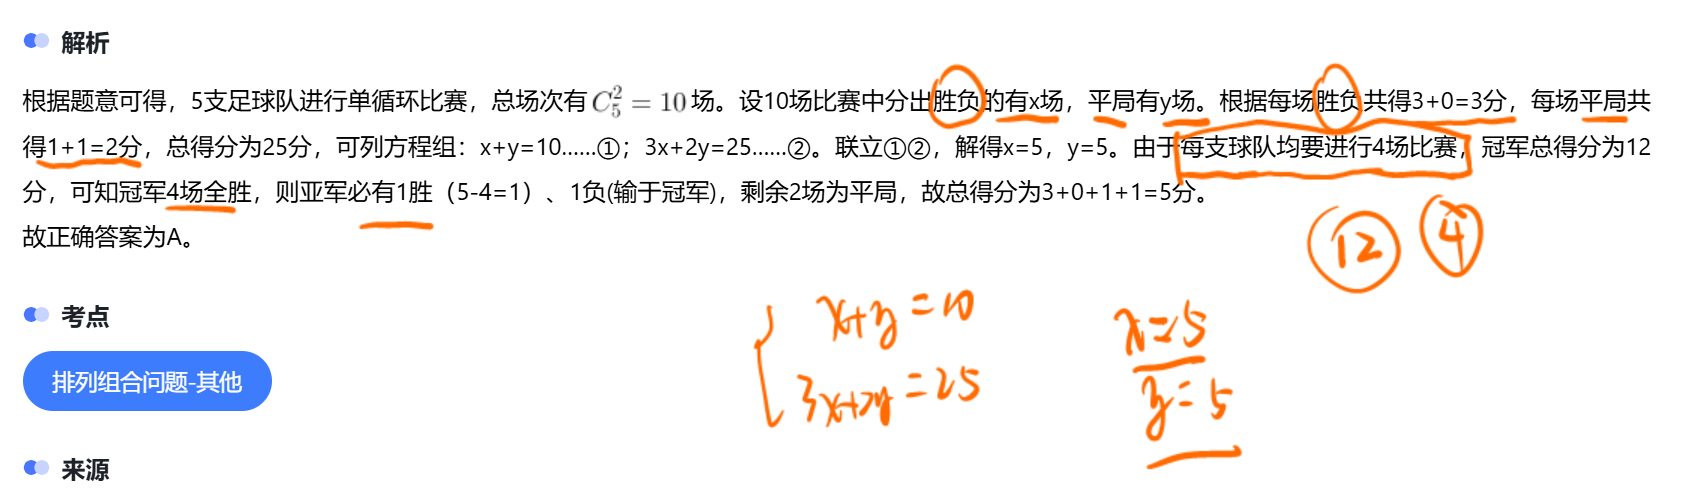 解析
根据题意可得，5支足球队进行单循环比赛，总场次有C₅²=10场。设10场比赛中分出胜负的有x场，平局有y场。根据每场胜负共得3+0=3分，每场平局共
得1+1=2分，总得分为25分，可列方程组：x+y=10......①；3x+2y=25......②。联立①②，解得x=5，y=5。由于每支球队均要进行4场比赛，冠军总得分为12
分，可知冠军4场全胜，则亚军必有1胜（5-4=1）、1负(输于冠军)，剩余2场为平局，故总得分为3+0+1+1=5分。
故正确答案为A。
12 4
x+y=10
x=5
3x+2y=25
y=5
考点
排列组合问题-其他
来源